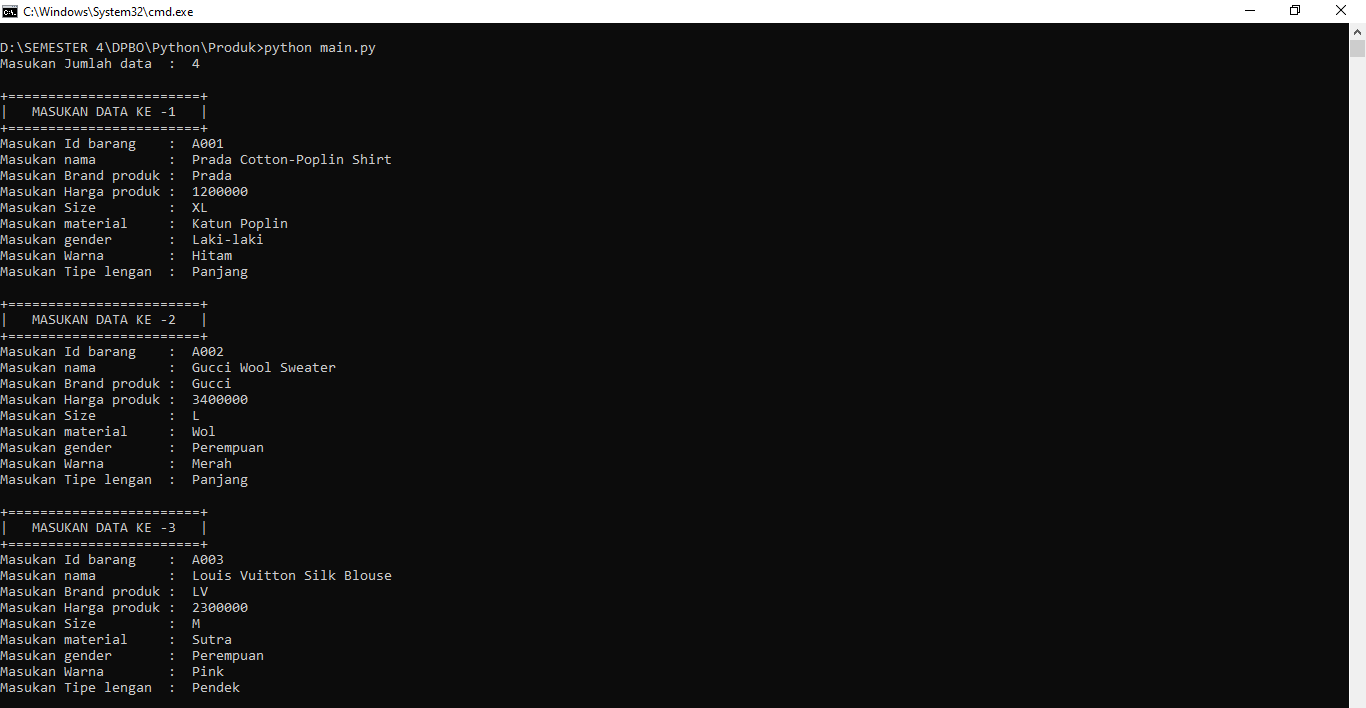 C:\Windows\System32\cmd.exe
D:\SEMESTER 4\DPBO\Python\Produk>python main.py
Masukan Jumlah data  :  4
+========================+
|   MASUKAN DATA KE -1   |
+========================+
Masukan Id barang    :  A001
Masukan nama         :  Prada Cotton-Poplin Shirt
Masukan Brand produk :  Prada
Masukan Harga produk :  1200000
Masukan Size         :  XL
Masukan material     :  Katun Poplin
Masukan gender       :  Laki-laki
Masukan Warna        :  Hitam
Masukan Tipe lengan  :  Panjang
+========================+
|   MASUKAN DATA KE -2   |
+========================+
Masukan Id barang    :  A002
Masukan nama         :  Gucci Wool Sweater
Masukan Brand produk :  Gucci
Masukan Harga produk :  3400000
Masukan Size         :  L
Masukan material     :  Wol
Masukan gender       :  Perempuan
Masukan Warna        :  Merah
Masukan Tipe lengan  :  Panjang
+========================+
|   MASUKAN DATA KE -3   |
+========================+
Masukan Id barang    :  A003
Masukan nama         :  Louis Vuitton Silk Blouse
Masukan Brand produk :  LV
Masukan Harga produk :  2300000
Masukan Size         :  M
Masukan material     :  Sutra
Masukan gender       :  Perempuan
Masukan Warna        :  Pink
Masukan Tipe lengan  :  Pendek